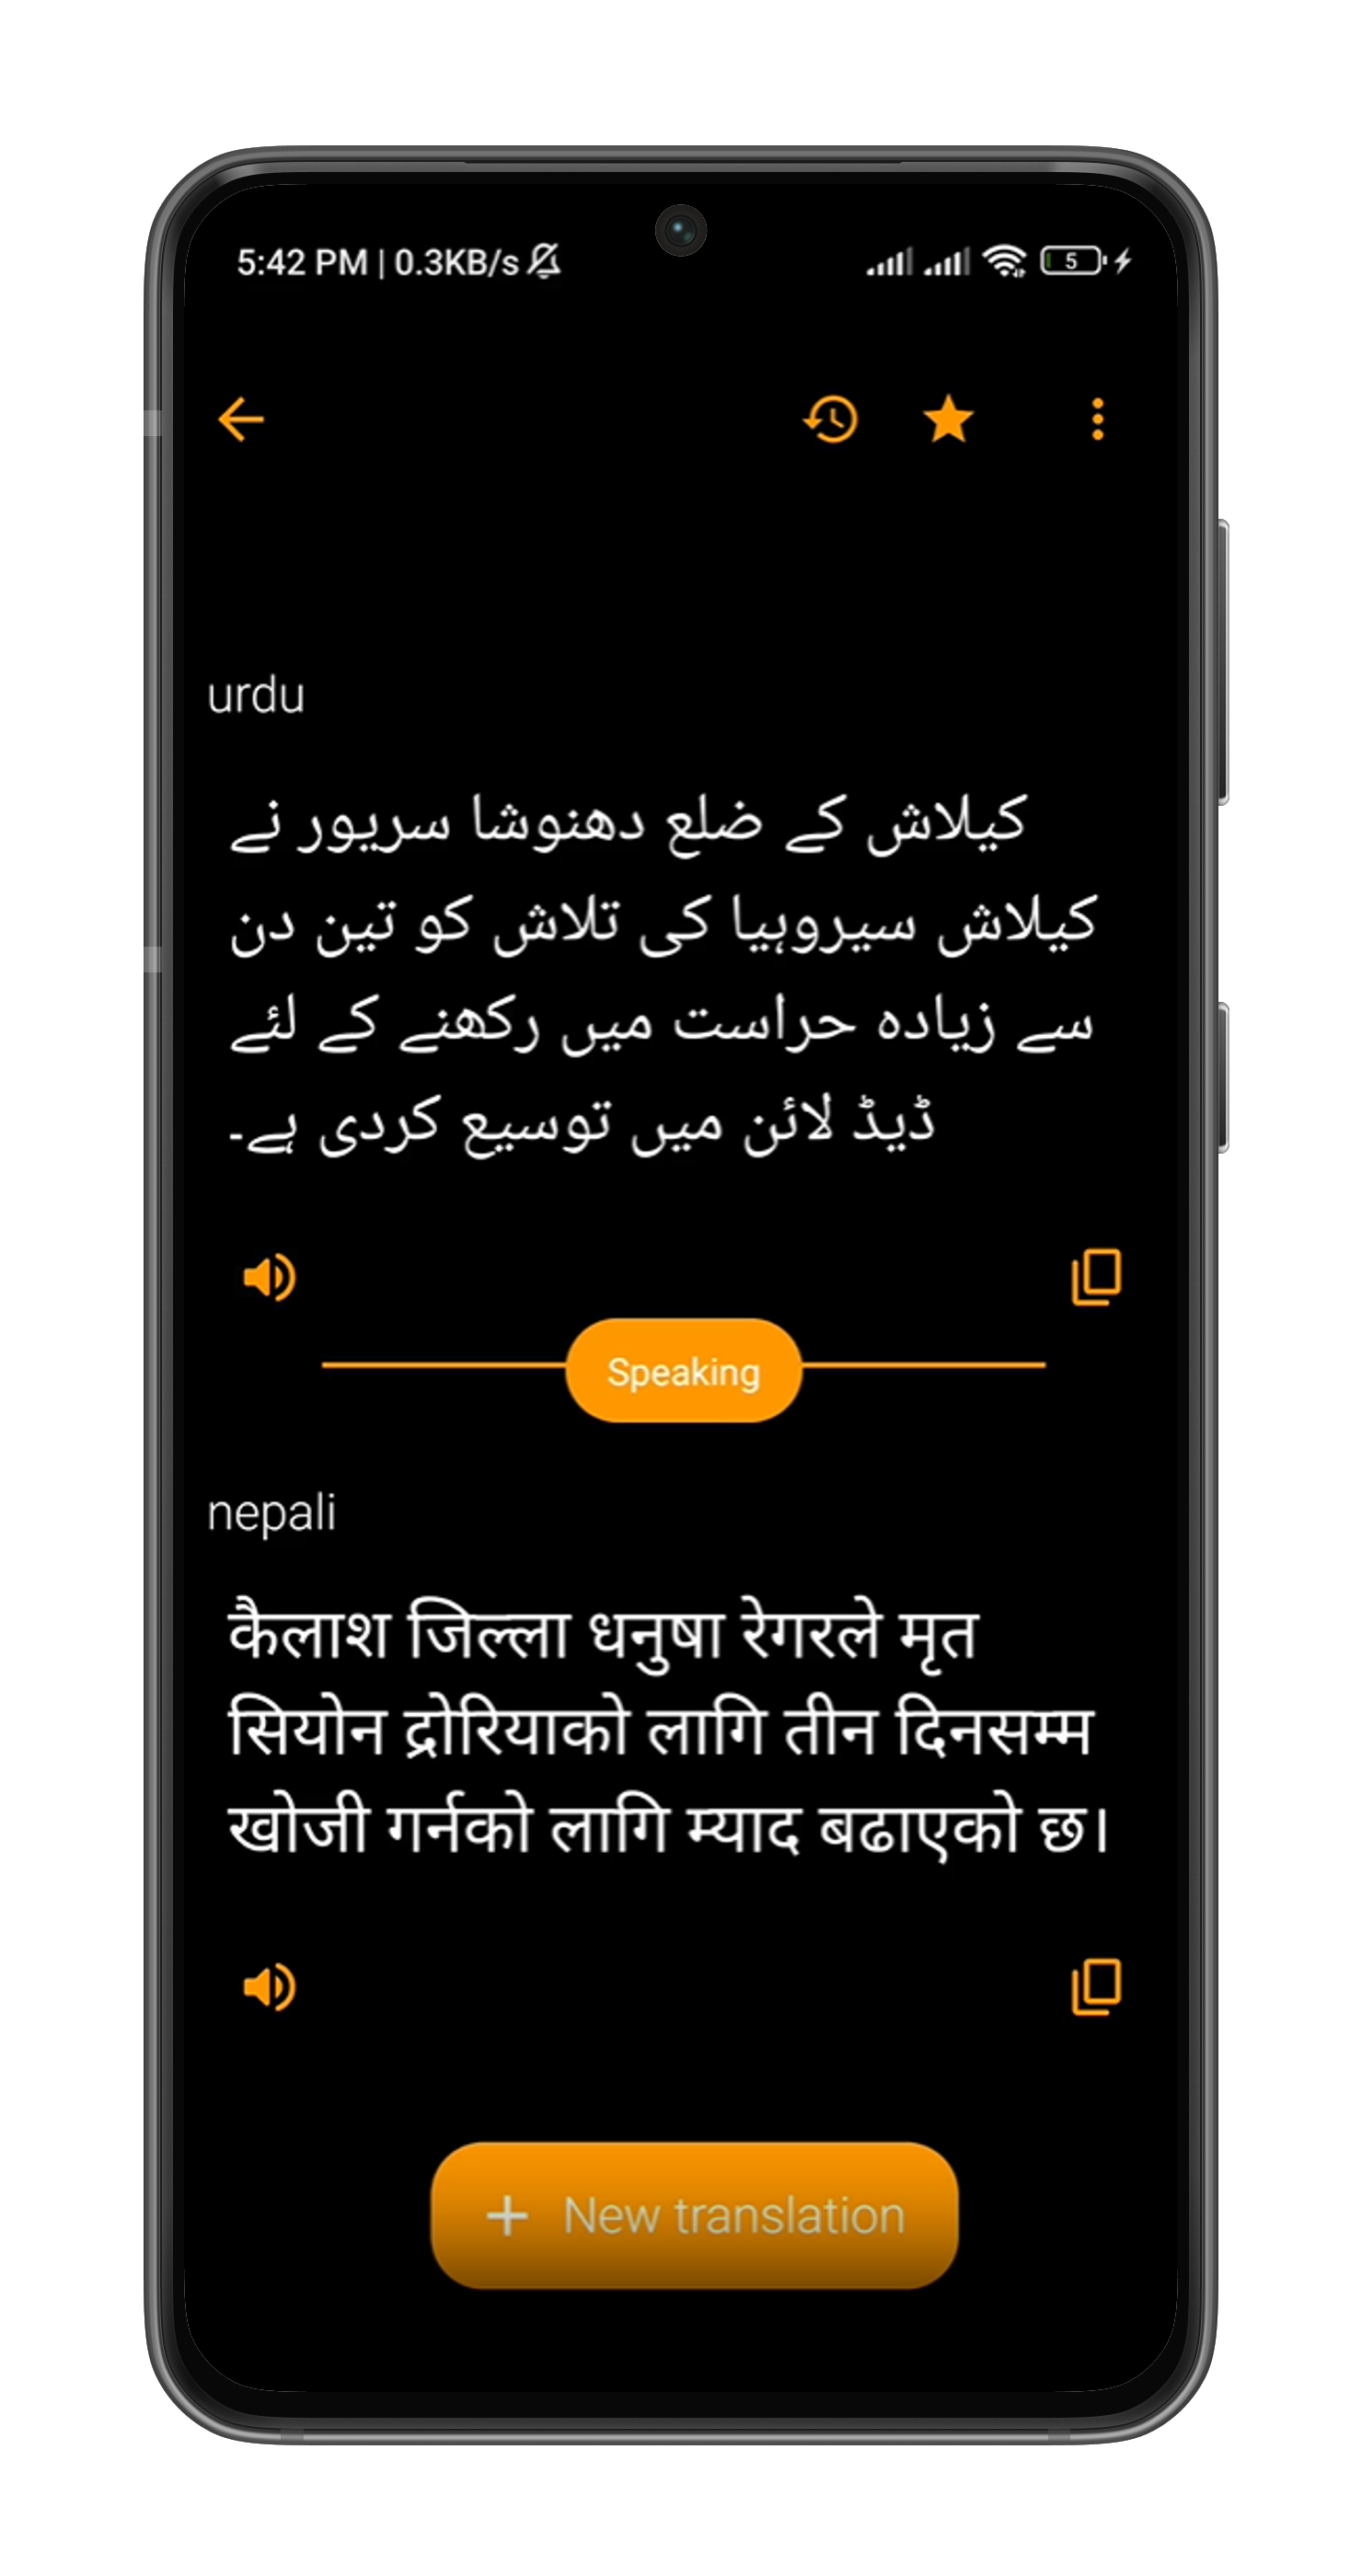 5:42 PM | 0.3KB/s
5
urdu
کیلاش کے ضلع دھنوشا سریور نے
کیلاش سیروہیا کی تلاش کو تین دن
سے زیادہ حراست میں رکھنے کے لئے
ڈیڈ لائن میں توسیع کردی ہے۔
Speaking
nepali
कैलाश जिल्ला धनुषा रेगरले मृत
सियोन द्रोरियाको लागि तीन दिनसम्म
खोजी गर्नको लागि म्याद बढाएको छ।
+ New translation